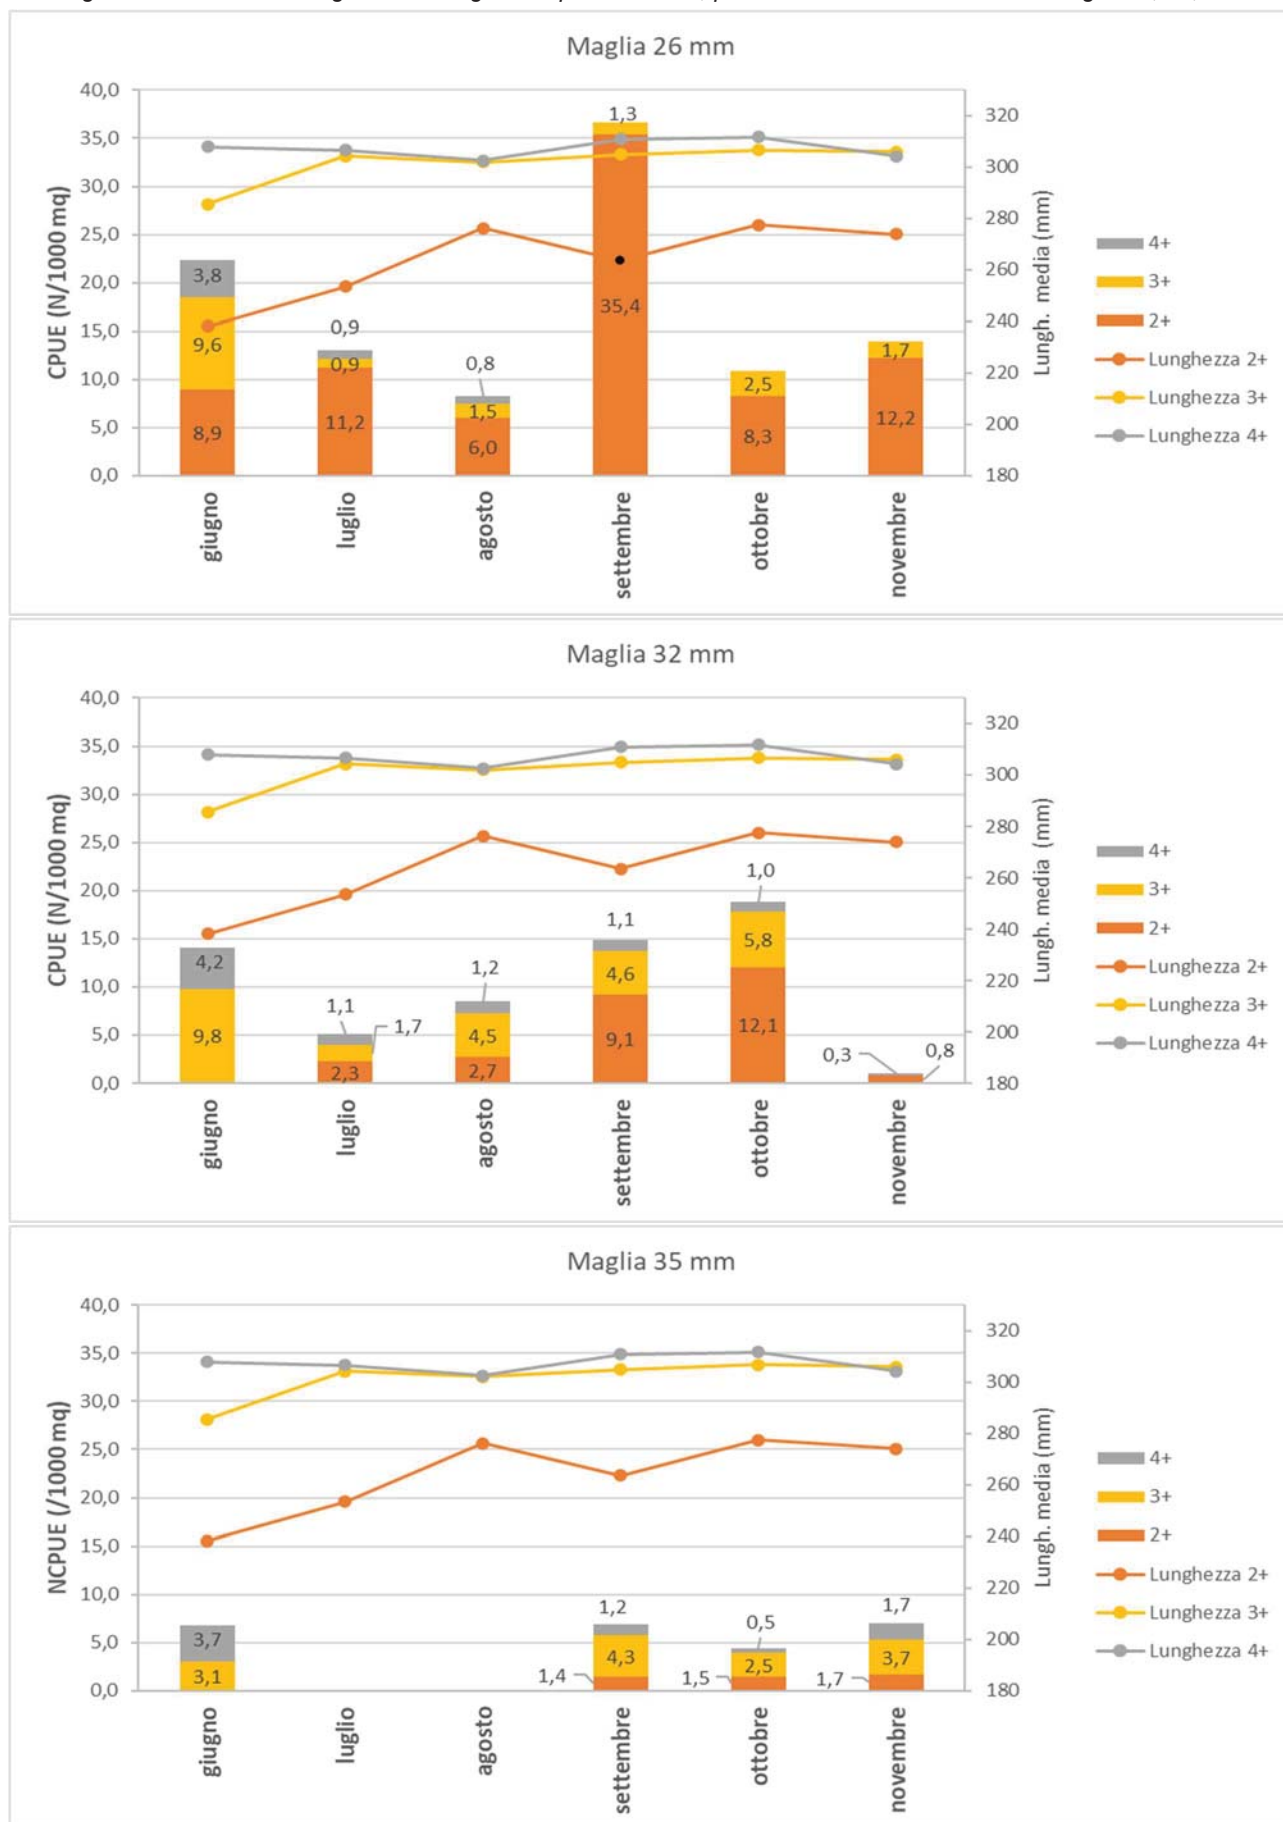 Maglia 26 mm
40,0
35,0
30,0
25,0
20,0
15,0
10,0
5,0
0,0
CPUE (N/1000 mq)
3,8
9,6
8,9
0,9
0,9
11,2
0,8
1,5
6,0
1,3
35,4
2,5
8,3
1,7
12,2
320
300
280
260
240
220
200
180
Lungh. media (mm)
giugno
luglio
agosto
settembre
ottobre
novembre
4+
3+
2+
Lunghezza 2+
Lunghezza 3+
Lunghezza 4+
Maglia 32 mm
40,0
35,0
30,0
25,0
20,0
15,0
10,0
5,0
0,0
CPUE (N/1000 mq)
4,2
9,8
1,1
1,7
2,3
1,2
4,5
2,7
1,1
4,6
9,1
1,0
5,8
12,1
0,3
0,8
320
300
280
260
240
220
200
180
Lungh. media (mm)
giugno
luglio
agosto
settembre
ottobre
novembre
4+
3+
2+
Lunghezza 2+
Lunghezza 3+
Lunghezza 4+
Maglia 35 mm
40,0
35,0
30,0
25,0
20,0
15,0
10,0
5,0
0,0
NCPUE (/1000 mq)
3,7
3,1
1,2
4,3
1,4
0,5
2,5
1,5
1,7
3,7
1,7
320
300
280
260
240
220
200
180
Lungh. media (mm)
giugno
luglio
agosto
settembre
ottobre
novembre
4+
3+
2+
Lunghezza 2+
Lunghezza 3+
Lunghezza 4+